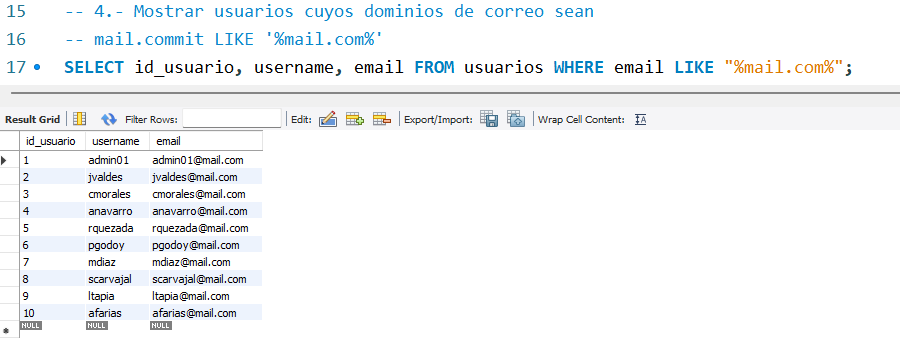 15 -- 4.- Mostrar usuarios cuyos dominios de correo sean
16 -- mail.commit LIKE '%mail.com%'
17 SELECT id_usuario, username, email FROM usuarios WHERE email LIKE "%mail.com%";
Result Grid Filter Rows: Edit: Export/Import: Wrap Cell Content: IA
id_usuario username email
1 admin01 admin01@mail.com
2 jvaldes jvaldes@mail.com
3 cmorales cmorales@mail.com
4 anavarro anavarro@mail.com
5 rquezada rquezada@mail.com
6 pgodoy pgodoy@mail.com
7 mdiaz mdiaz@mail.com
8 scarvajal scarvajal@mail.com
9 ltapia ltapia@mail.com
10 afarias afarias@mail.com
NULL NULL NULL